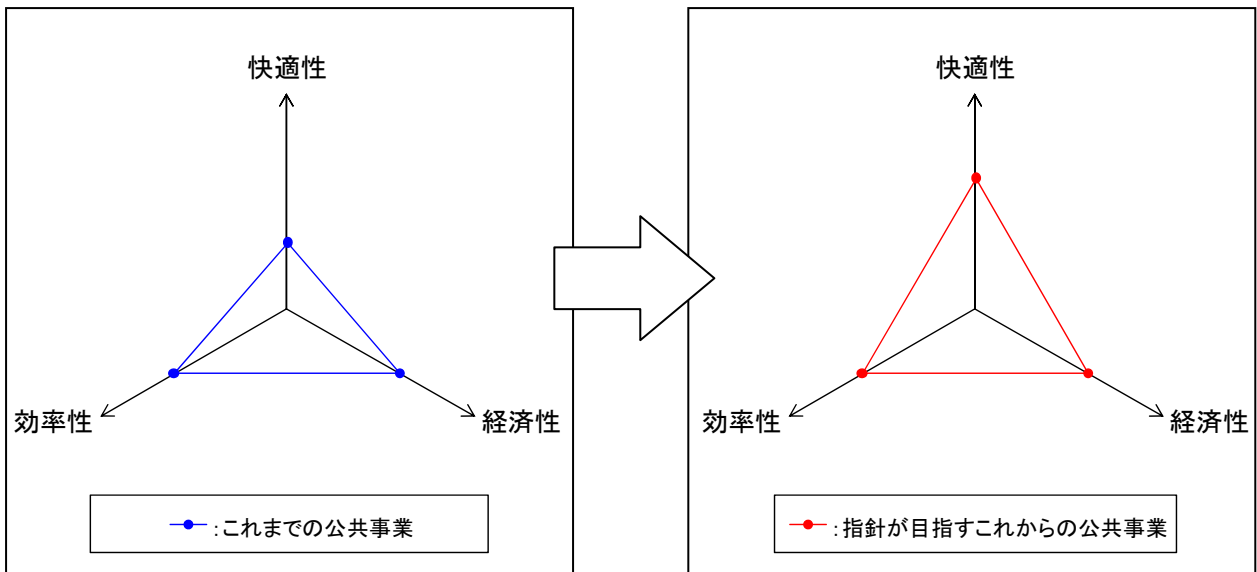 快適性
効率性
経済性
:これまでの公共事業
快適性
効率性
経済性
:指針が目指すこれからの公共事業